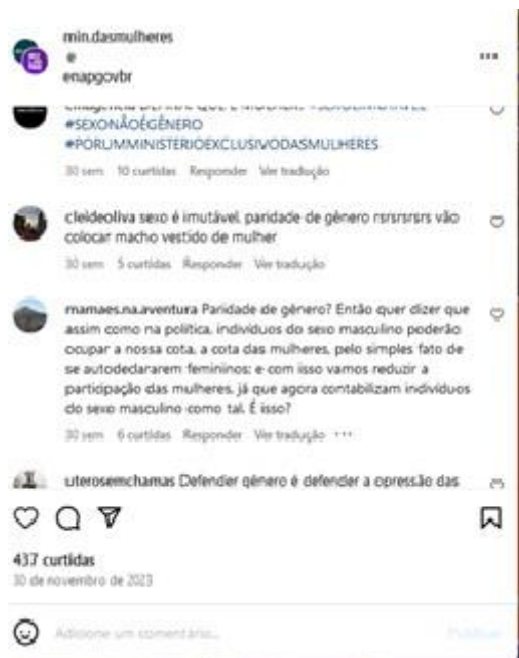 min.dasmulheres
e
enapgovbr
#SEXONÃOÉGÊNERO
#PORUMMINISTERIOEXCLUSIVODASMULHERES
30 sem 10 curtidas Responder Ver tradução
cleideoliva sexo é imutável, paridade de gênero rsrsrsrsrs vão
colocar macho vestido de mulher
30 sem 5 curtidas Responder Ver tradução
mamaes.na.aventura Paridade de gênero? Então quer dizer que
assim como na política, indivíduos do sexo masculino poderão
ocupar a nossa cota, a cota das mulheres, pelo simples fato de
se autodeclararem femininos; e com isso vamos reduzir a
participação das mulheres, já que agora contabilizam indivíduos
do sexo masculino como tal. É isso?
30 sem 6 curtidas Responder Ver tradução
uterosemchamas Defender gênero é defender a opressão das
437 curtidas
30 de novembro de 2023
Adicione um comentário...
Publicar